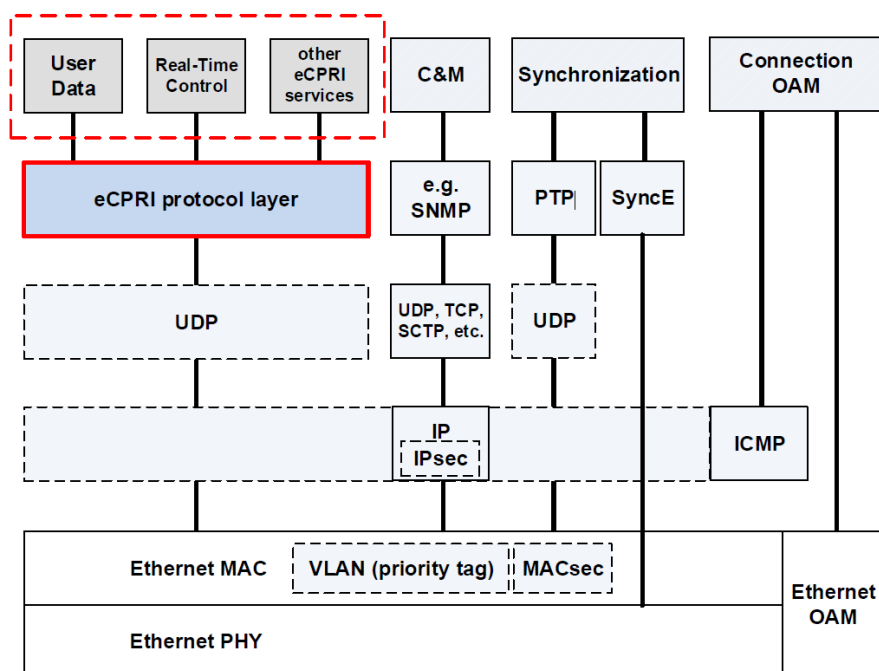 User
Data
Real-Time
Control
other
eCPRI
services
C&M
Synchronization
Connection
OAM
eCPRI protocol layer
e.g.
SNMP
PTP
SyncE
UDP
UDP, TCP,
SCTP, etc.
UDP
IP
IPsec
ICMP
Ethernet MAC
VLAN (priority tag)
MACsec
Ethernet
OAM
Ethernet PHY